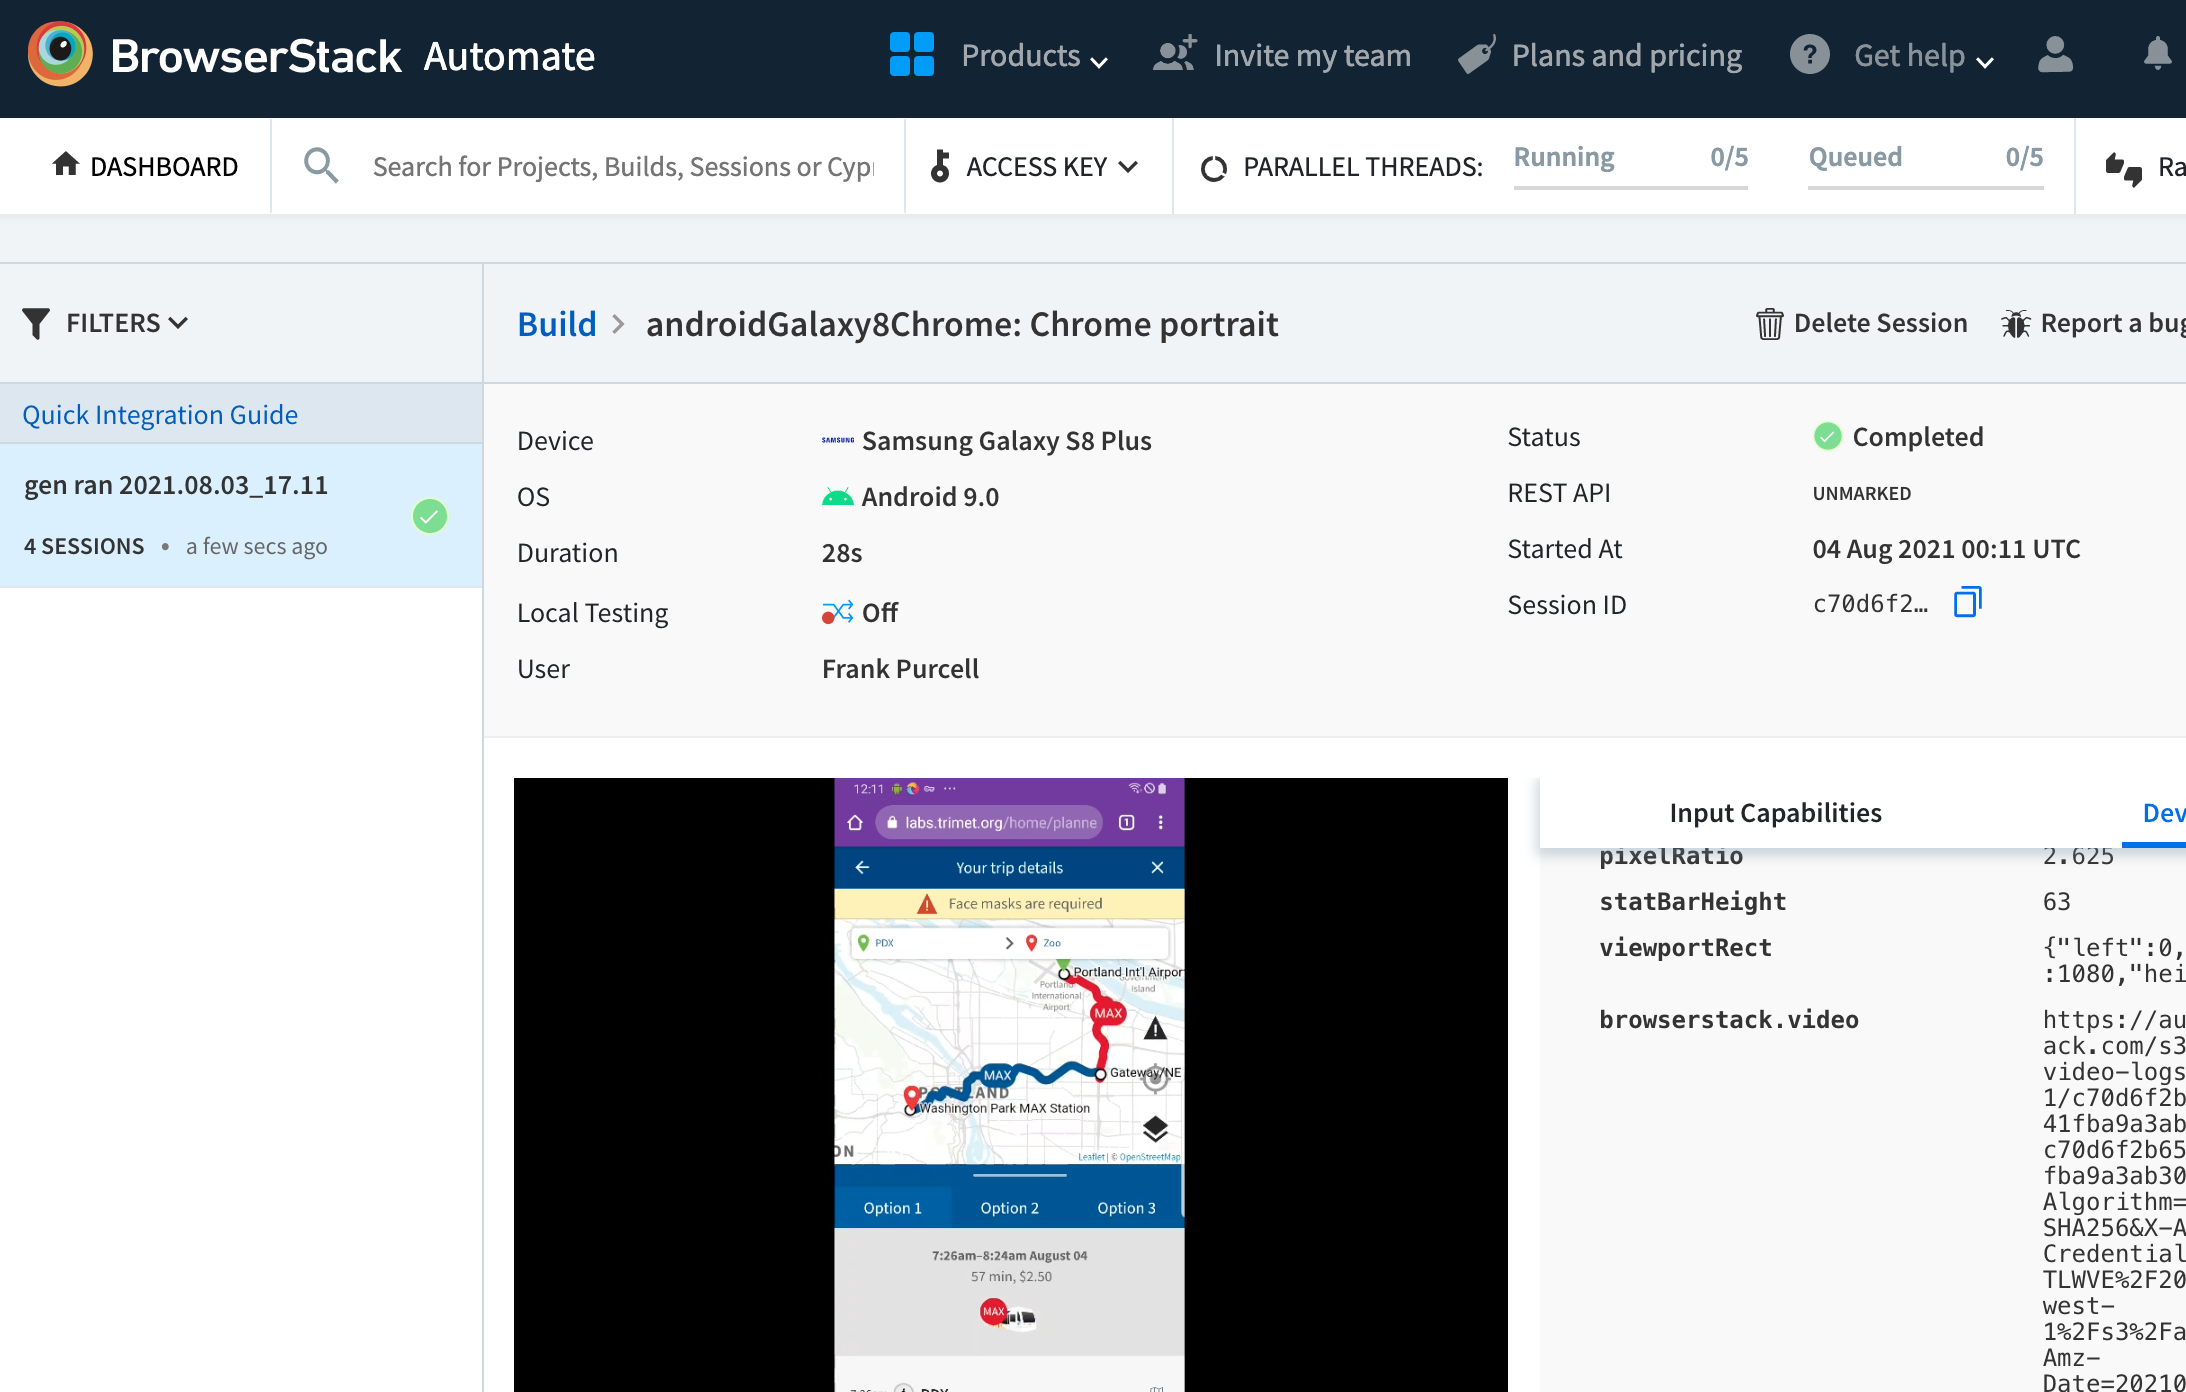 BrowserStack Automate
Products
Invite my team
Plans and pricing
Get help
DASHBOARD
Search for Projects, Builds, Sessions or Cyp
ACCESS KEY
PARALLEL THREADS:
Running 0/5
Queued 0/5
Ra
FILTERS
Build > androidGalaxy8Chrome: Chrome portrait
Delete Session
Report a bug
Quick Integration Guide
gen ran 2021.08.03_17.11
4 SESSIONS • a few secs ago
Device SAMSUNG Samsung Galaxy S8 Plus
OS Android 9.0
Duration 28s
Local Testing Off
User Frank Purcell
Status Completed
REST API UNMARKED
Started At 04 Aug 2021 00:11 UTC
Session ID c70d6f2…
12:11
labs.trimet.org/home/planne
1
Your trip details
Face masks are required
PDX > Zoo
Portland Int'l Airpor
Portland
International
Airport
Government
Island
MAX
MAX
Gateway/NE
PORTLAND
Washington Park MAX Station
ON
Leaflet | © OpenStreetMap
Option 1 Option 2 Option 3
7:26am–8:24am August 04
57 min, $2.50
MAX
PDX
Input Capabilities
Dev
pixelRatio 2.625
statBarHeight 63
viewportRect {"left":0,
:1080,"hei
browserstack.video https://au
ack.com/s3
video-logs
1/c70d6f2b
41fba9a3ab
c70d6f2b65
fba9a3ab30
Algorithm=
SHA256&X-A
Credential
TLWVE%2F20
west-
1%2Fs3%2Fa
Amz-
Date=20210